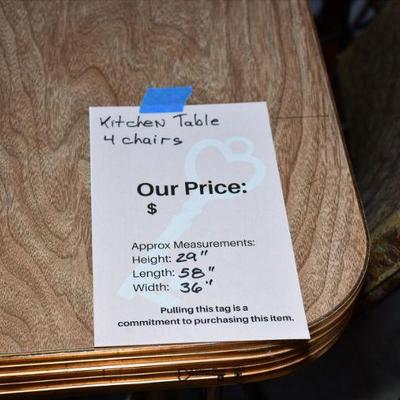 Kitchen Table
4 chairs
Our Price:
$
Approx Measurements:
Height: 29"
Length: 58"
Width: 36"
Pulling this tag is a
commitment to purchasing this item.